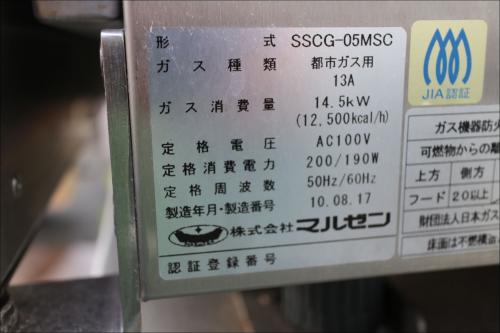 形式 SSCG-05MSC
ガス種類 都市ガス用
13A
ガス消費量 14.5kW
(12,500kcal/h)
定格電圧 AC100V
定格消費電力 200/190W
定格周波数 50Hz/60Hz
製造年月・製造番号 10.08.17
株式会社マルゼン
認証登録番号
JIA認証
ガス機器防火
可燃物からの離
上方 側方
フード 20以上
財団法人日本ガス
床面は不燃構造